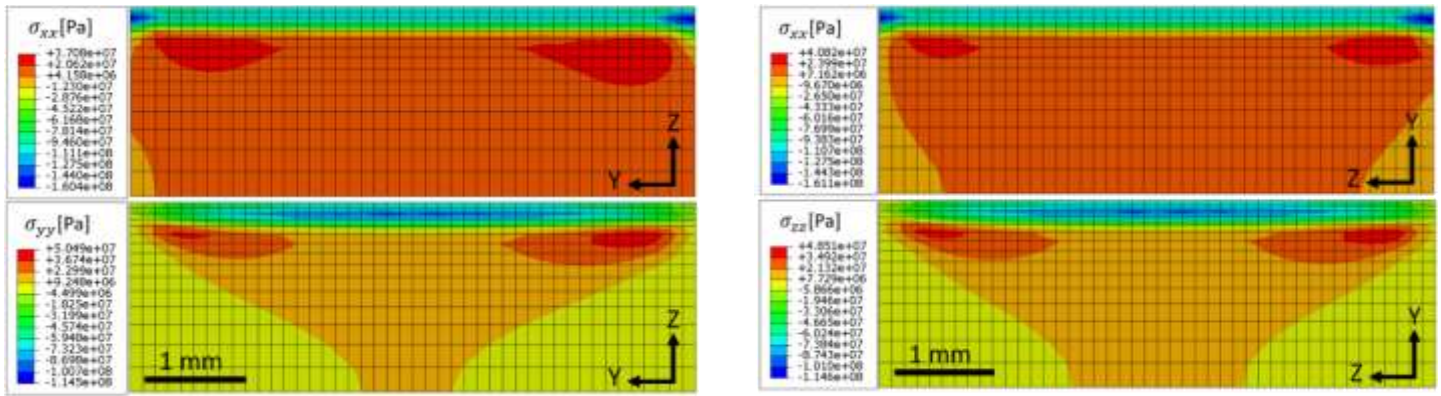 σxx[Pa]
+3.708e+07
+2.062e+07
+4.158e+06
-1.230e+07
-2.876e+07
-4.522e+07
-6.168e+07
-7.814e+07
-9.460e+07
-1.111e+08
-1.275e+08
-1.440e+08
-1.604e+08
Z
Y
σyy[Pa]
+5.049e+07
+3.674e+07
+2.299e+07
+9.248e+06
-4.499e+06
-1.825e+07
-3.199e+07
-4.574e+07
-5.948e+07
-7.323e+07
-8.698e+07
-1.007e+08
-1.145e+08
1 mm
Z
Y
σxx[Pa]
+4.082e+07
+2.399e+07
+7.162e+06
-9.670e+06
-2.650e+07
-4.333e+07
-6.016e+07
-7.699e+07
-9.383e+07
-1.107e+08
-1.275e+08
-1.443e+08
-1.611e+08
Y
Z
σzz[Pa]
+4.851e+07
+3.492e+07
+2.132e+07
+7.729e+06
-5.866e+06
-1.946e+07
-3.306e+07
-4.665e+07
-6.024e+07
-7.384e+07
-8.743e+07
-1.010e+08
-1.146e+08
1 mm
Y
Z